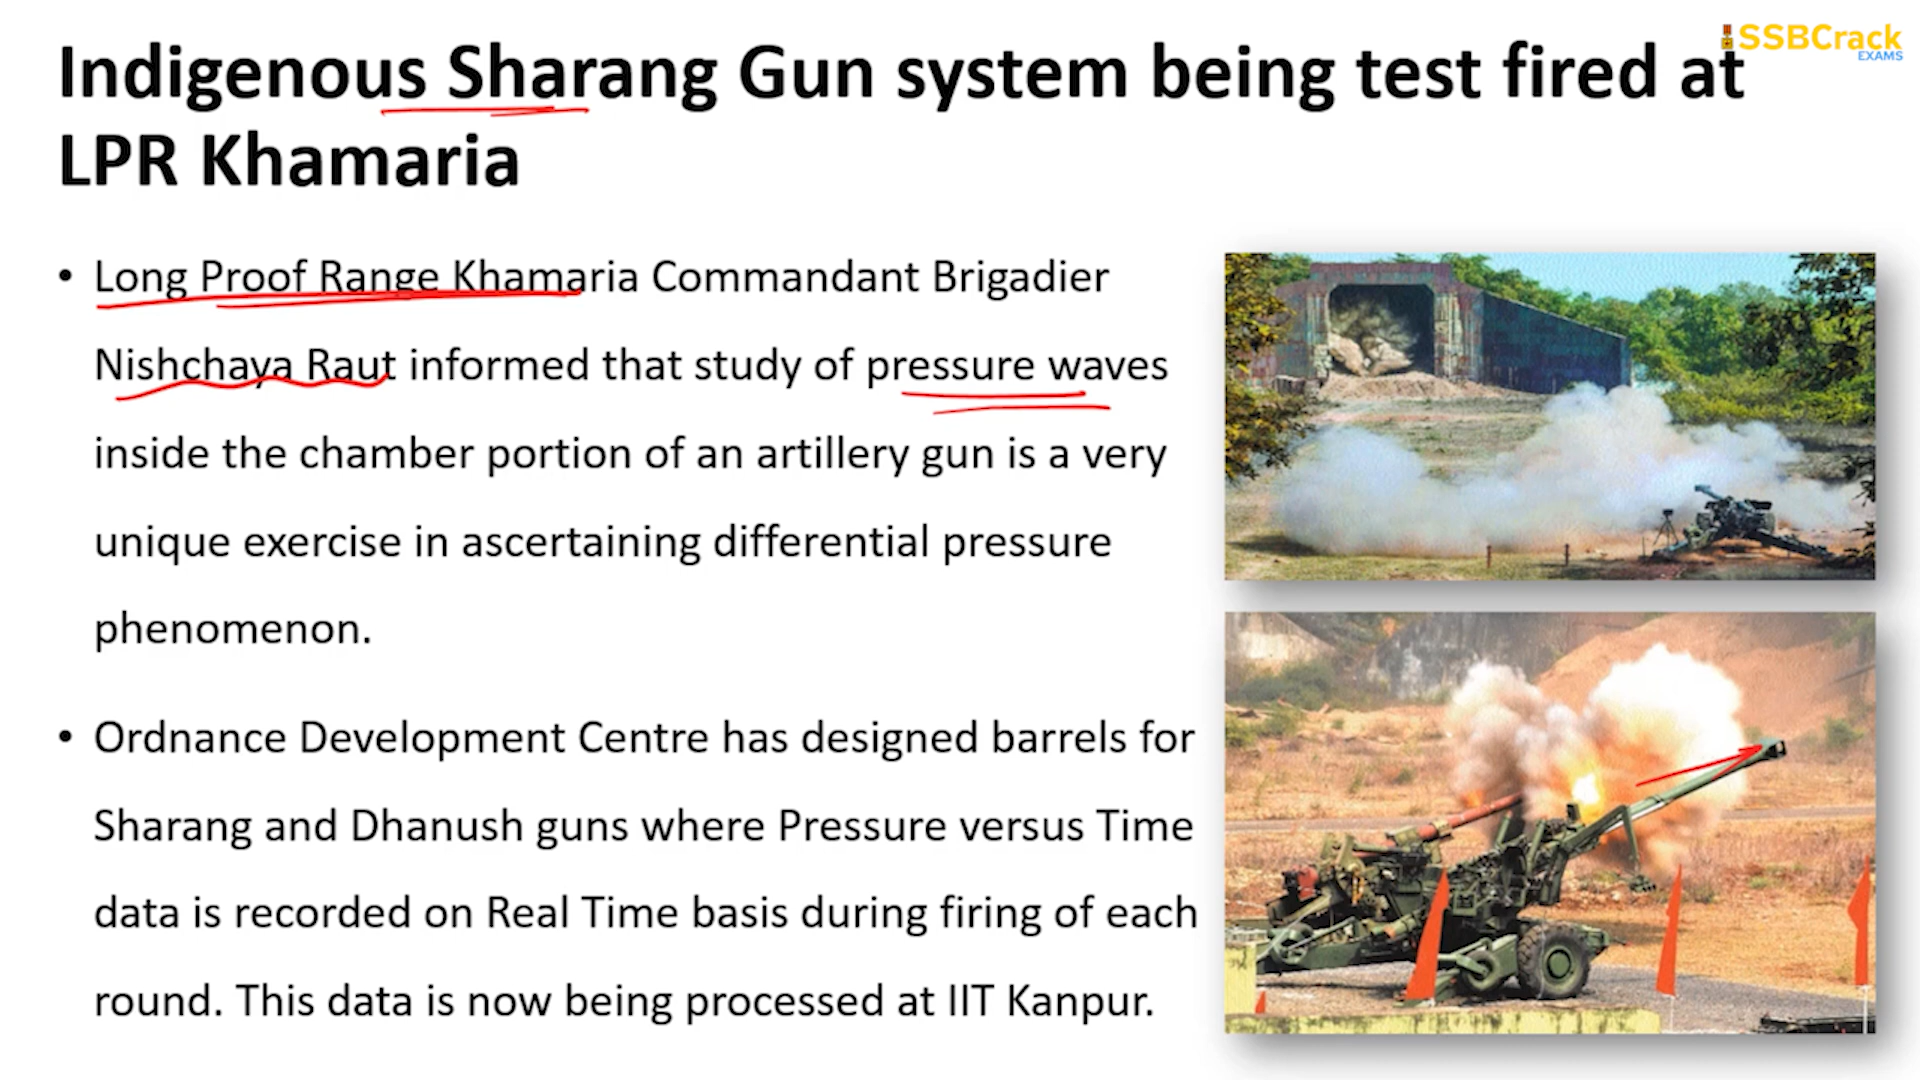 SSBCrack
EXAMS
Indigenous Sharang Gun system being test fired at
LPR Khamaria
• Long Proof Range Khamaria Commandant Brigadier
Nishchaya Raut informed that study of pressure waves
inside the chamber portion of an artillery gun is a very
unique exercise in ascertaining differential pressure
phenomenon.
• Ordnance Development Centre has designed barrels for
Sharang and Dhanush guns where Pressure versus Time
data is recorded on Real Time basis during firing of each
round. This data is now being processed at IIT Kanpur.